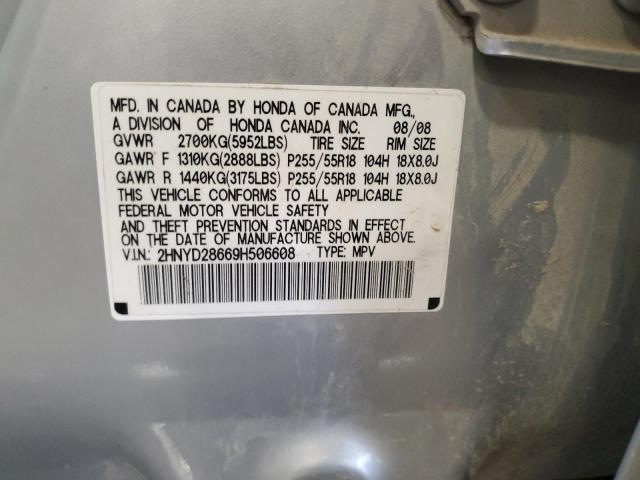 MFD. IN CANADA BY HONDA OF CANADA MFG.,
A DIVISION OF HONDA CANADA INC. 08/08
GVWR 2700KG(5952LBS) TIRE SIZE RIM SIZE
GAWR F 1310KG(2888LBS) P255/55R18 104H 18X8.0J
GAWR R 1440KG(3175LBS) P255/55R18 104H 18X8.0J
THIS VEHICLE CONFORMS TO ALL APPLICABLE
FEDERAL MOTOR VEHICLE SAFETY
AND THEFT PREVENTION STANDARDS IN EFFECT
ON THE DATE OF MANUFACTURE SHOWN ABOVE.
V.I.N.: 2HNYD28669H506608 TYPE: MPV